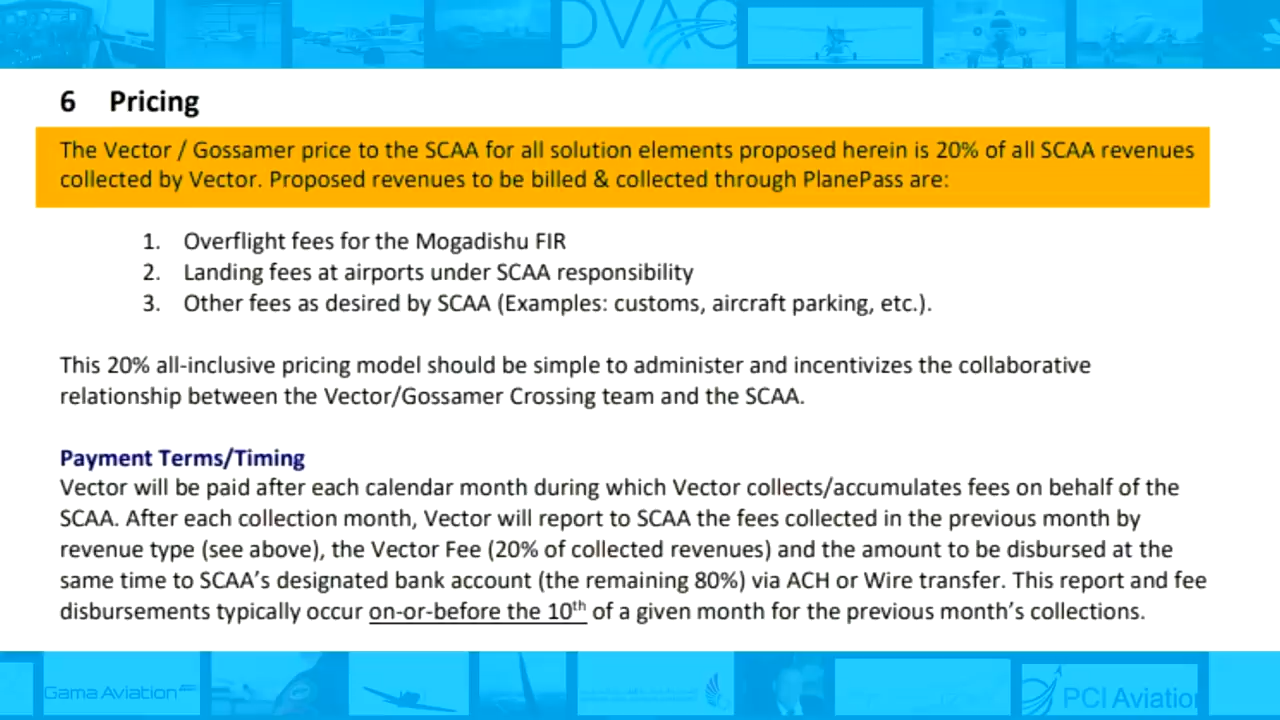 DVAC
6 Pricing
The Vector / Gossamer price to the SCAA for all solution elements proposed herein is 20% of all SCAA revenues
collected by Vector. Proposed revenues to be billed & collected through PlanePass are:
1. Overflight fees for the Mogadishu FIR
2. Landing fees at airports under SCAA responsibility
3. Other fees as desired by SCAA (Examples: customs, aircraft parking, etc.).
This 20% all-inclusive pricing model should be simple to administer and incentivizes the collaborative
relationship between the Vector/Gossamer Crossing team and the SCAA.
Payment Terms/Timing
Vector will be paid after each calendar month during which Vector collects/accumulates fees on behalf of the
SCAA. After each collection month, Vector will report to SCAA the fees collected in the previous month by
revenue type (see above), the Vector Fee (20% of collected revenues) and the amount to be disbursed at the
same time to SCAA’s designated bank account (the remaining 80%) via ACH or Wire transfer. This report and fee
disbursements typically occur on-or-before the 10th of a given month for the previous month’s collections.
Gama Aviation
PCI Aviation